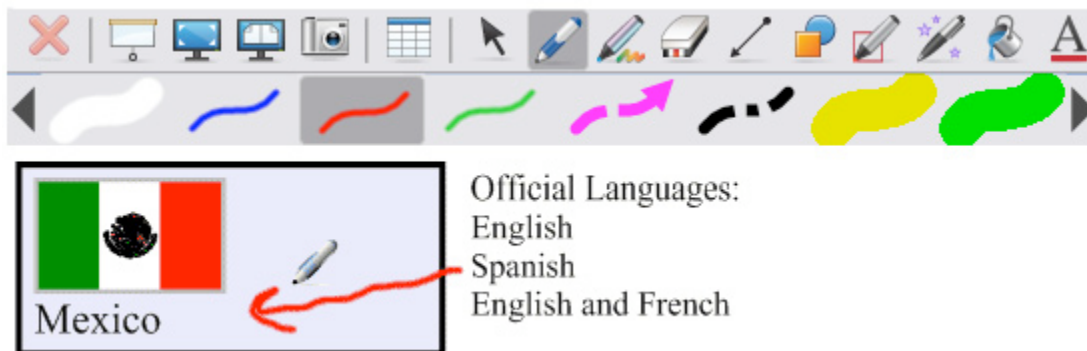 A
Official Languages:
English
Spanish
English and French
Mexico